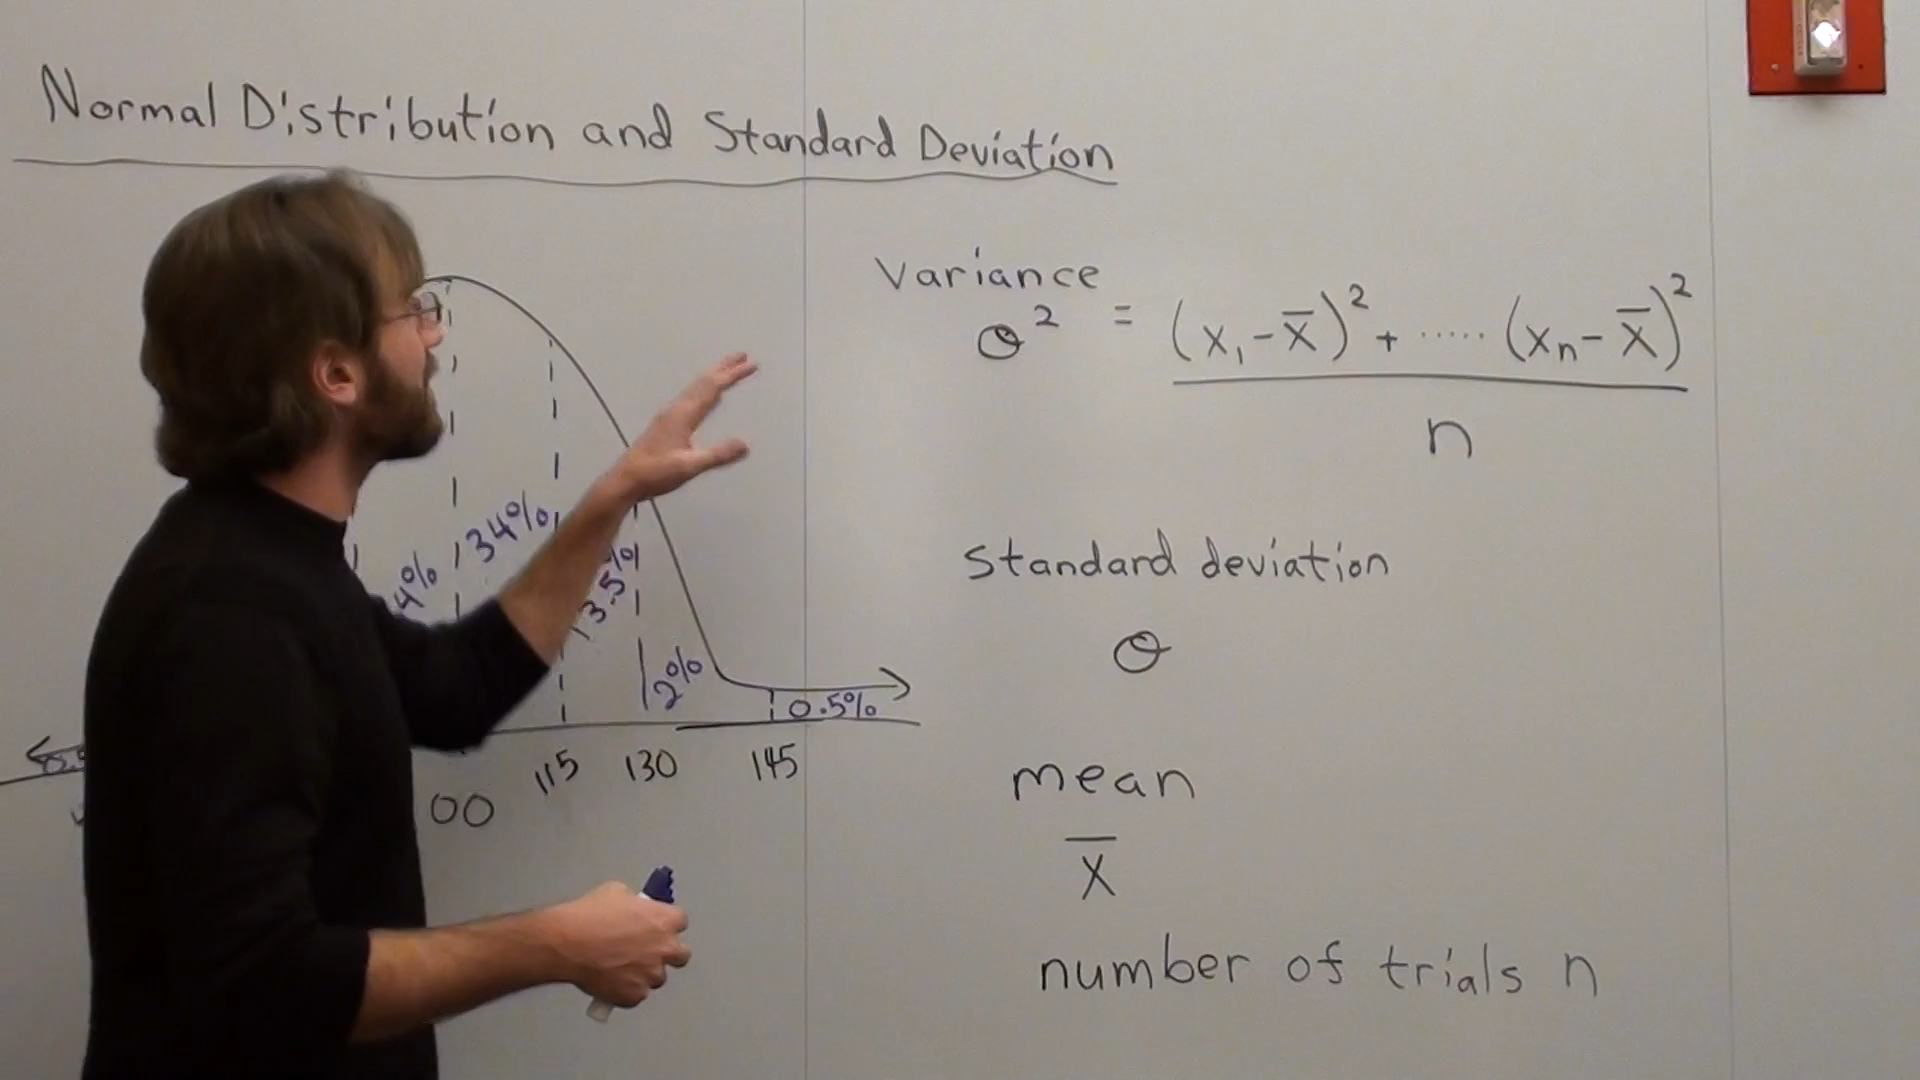 Normal Distribution and Standard Deviation
Variance
σ² = (x₁-x̄)² + ..... (xₙ-x̄)²
n
34%
4%
3.5%
2%
0.5%
115 130 145
00
Standard deviation
σ
mean
x̄
number of trials n